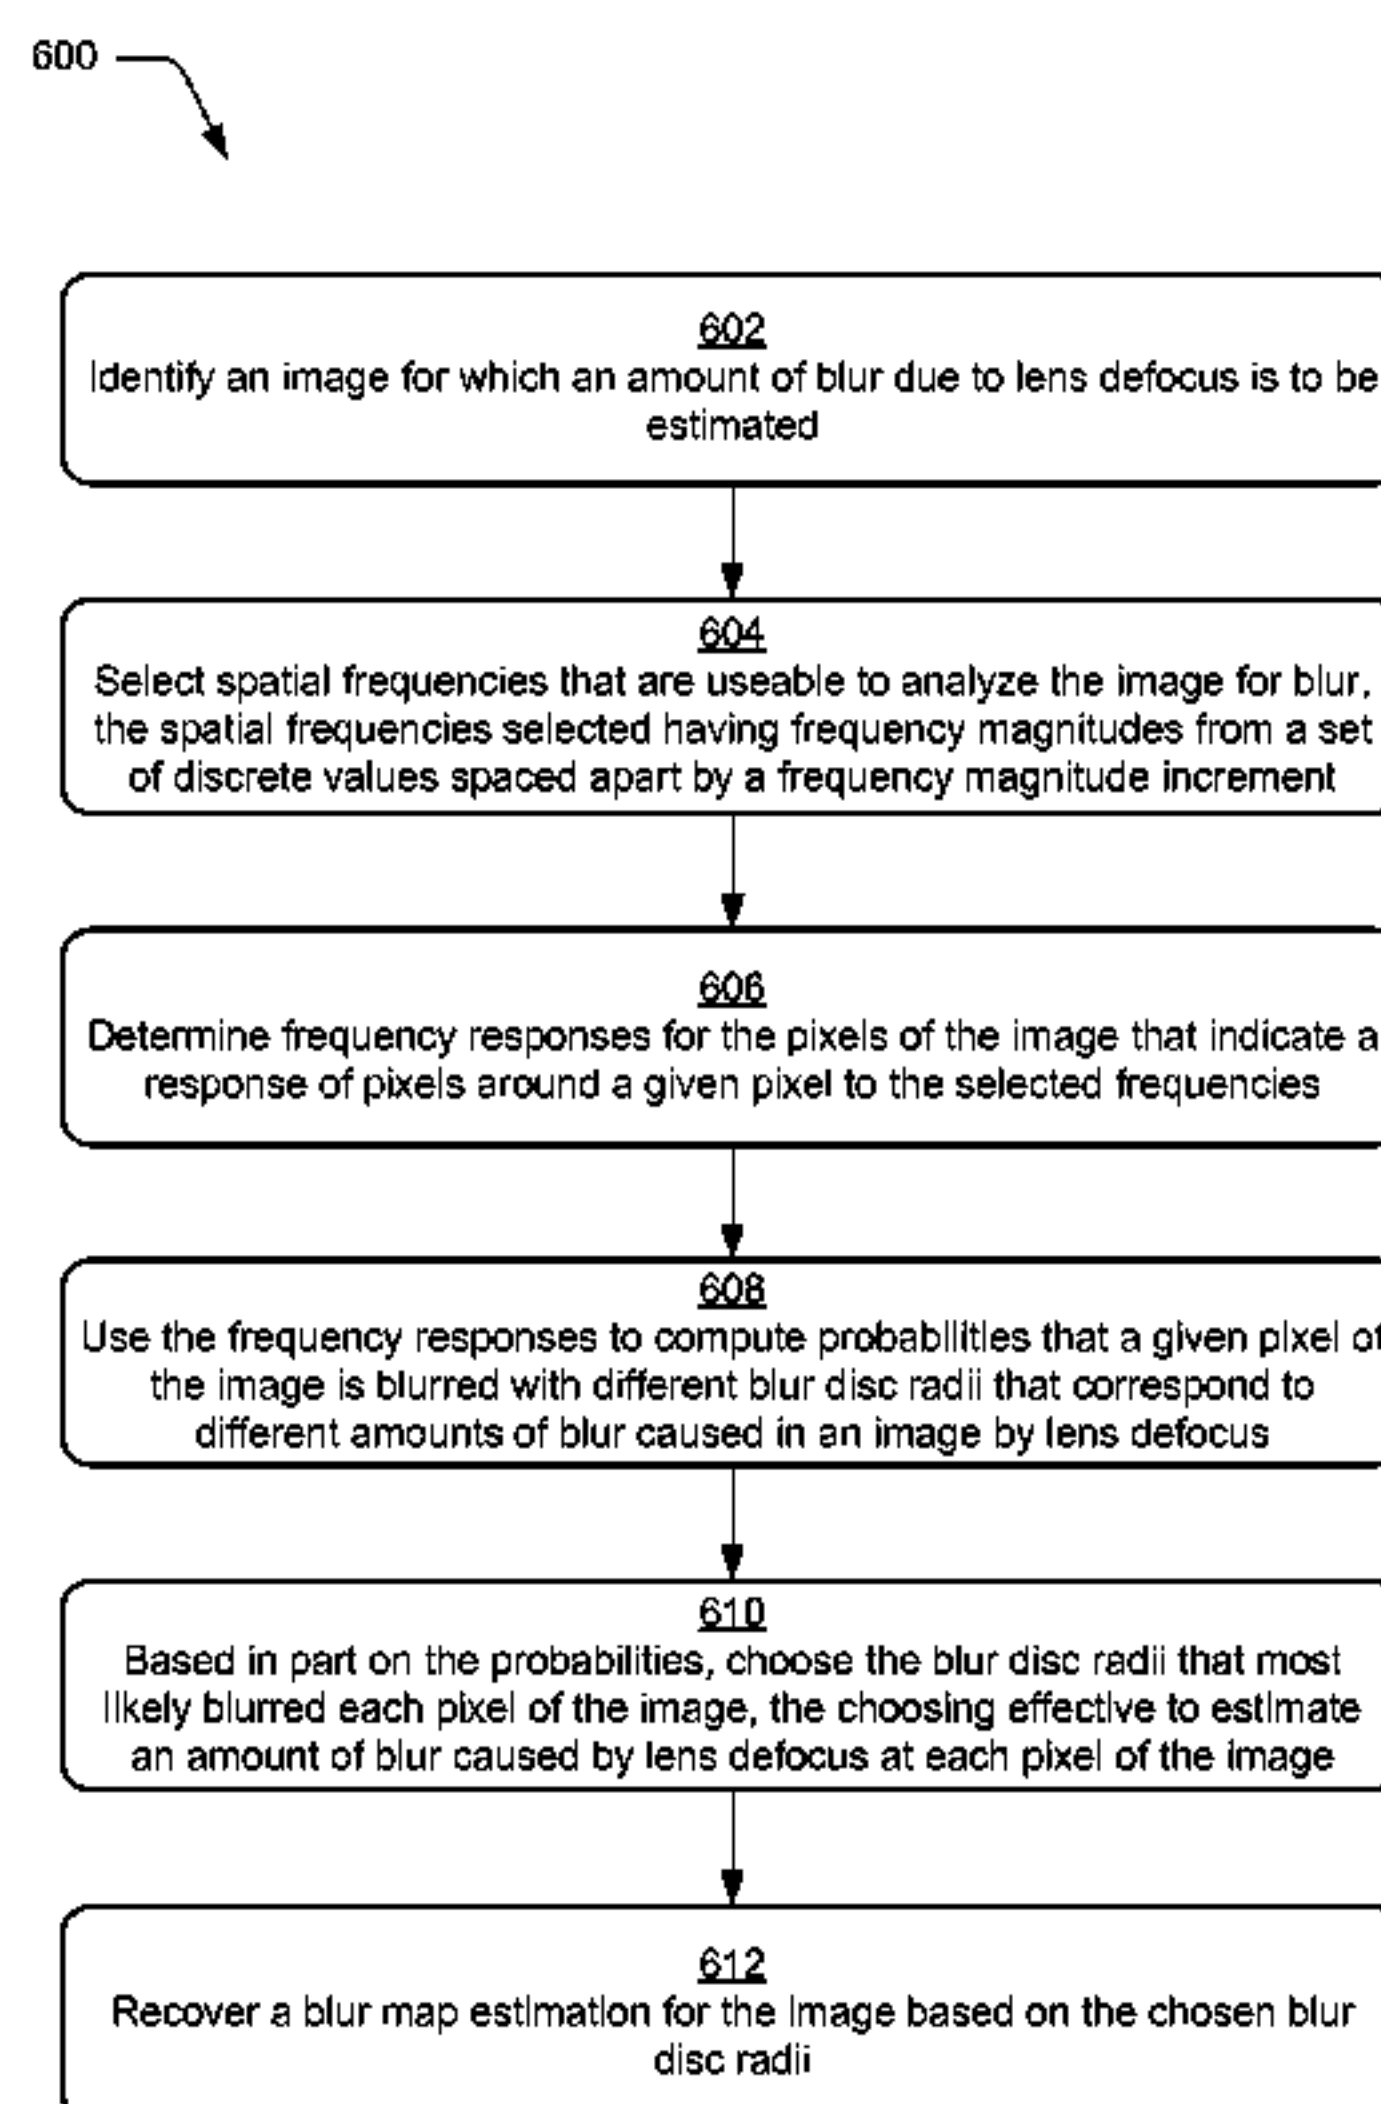 600
602
Identify an image for which an amount of blur due to lens defocus is to be
estimated
604
Select spatial frequencies that are useable to analyze the image for blur,
the spatial frequencies selected having frequency magnitudes from a set
of discrete values spaced apart by a frequency magnitude increment
606
Determine frequency responses for the pixels of the image that indicate a
response of pixels around a given pixel to the selected frequencies
608
Use the frequency responses to compute probabilities that a given pixel of
the image is blurred with different blur disc radii that correspond to
different amounts of blur caused in an image by lens defocus
610
Based in part on the probabilities, choose the blur disc radii that most
likely blurred each pixel of the image, the choosing effective to estimate
an amount of blur caused by lens defocus at each pixel of the image
612
Recover a blur map estimation for the image based on the chosen blur
disc radii